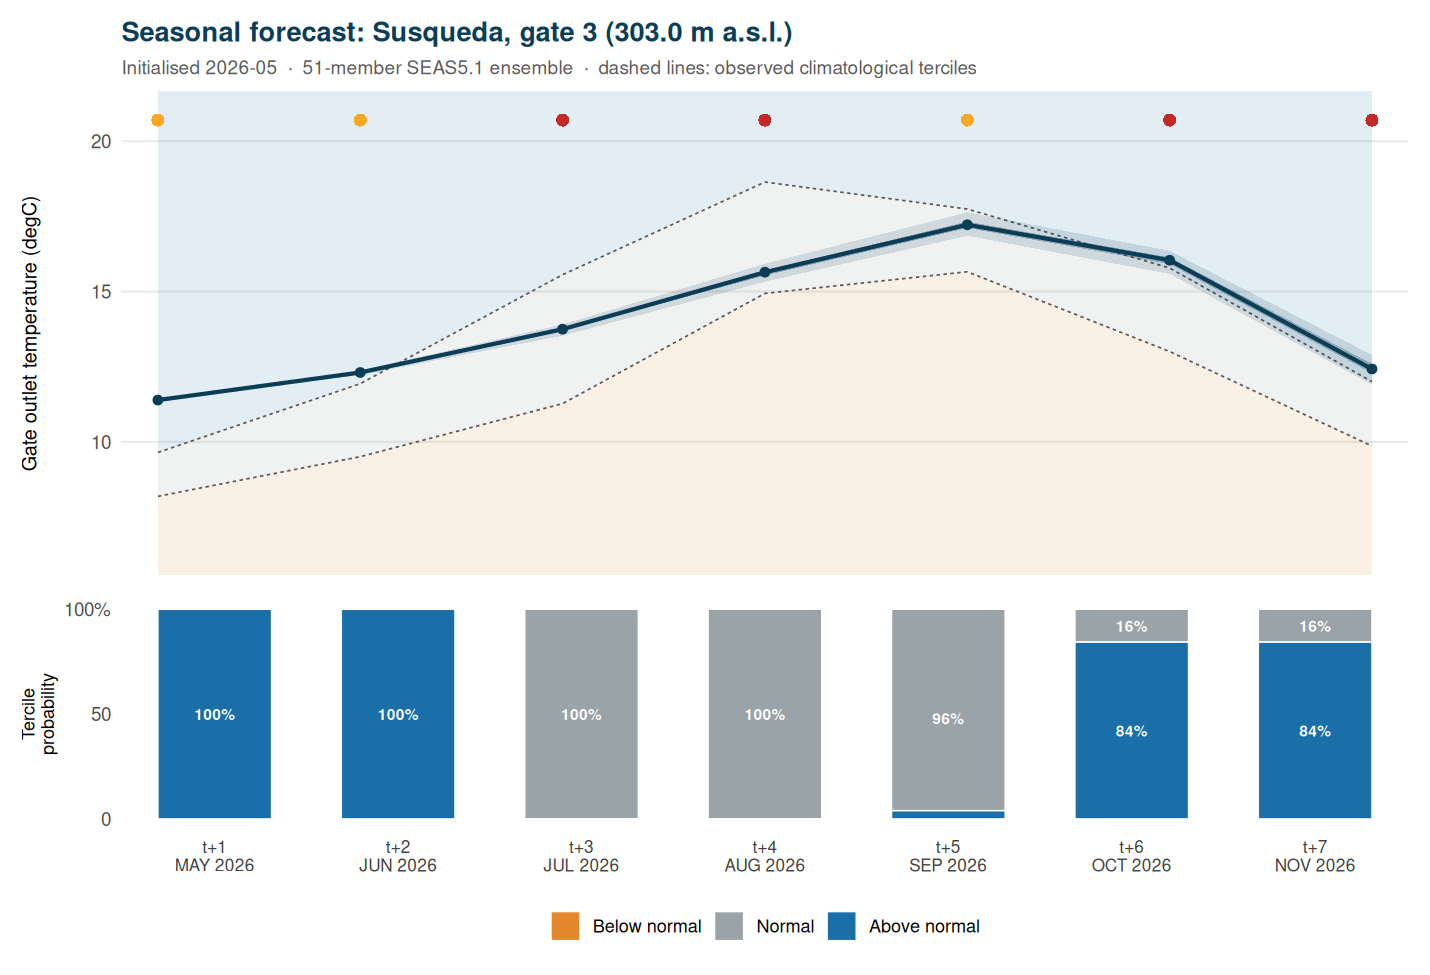 Seasonal forecast: Susqueda, gate 3 (303.0 m a.s.l.)
Initialised 2026-05 · 51-member SEAS5.1 ensemble · dashed lines: observed climatological terciles
Gate outlet temperature (degC)
20
15
10
Tercile
probability
100%
50
0
100%
100%
100%
100%
96%
16%
84%
16%
84%
t+1
MAY 2026
t+2
JUN 2026
t+3
JUL 2026
t+4
AUG 2026
t+5
SEP 2026
t+6
OCT 2026
t+7
NOV 2026
Below normal
Normal
Above normal